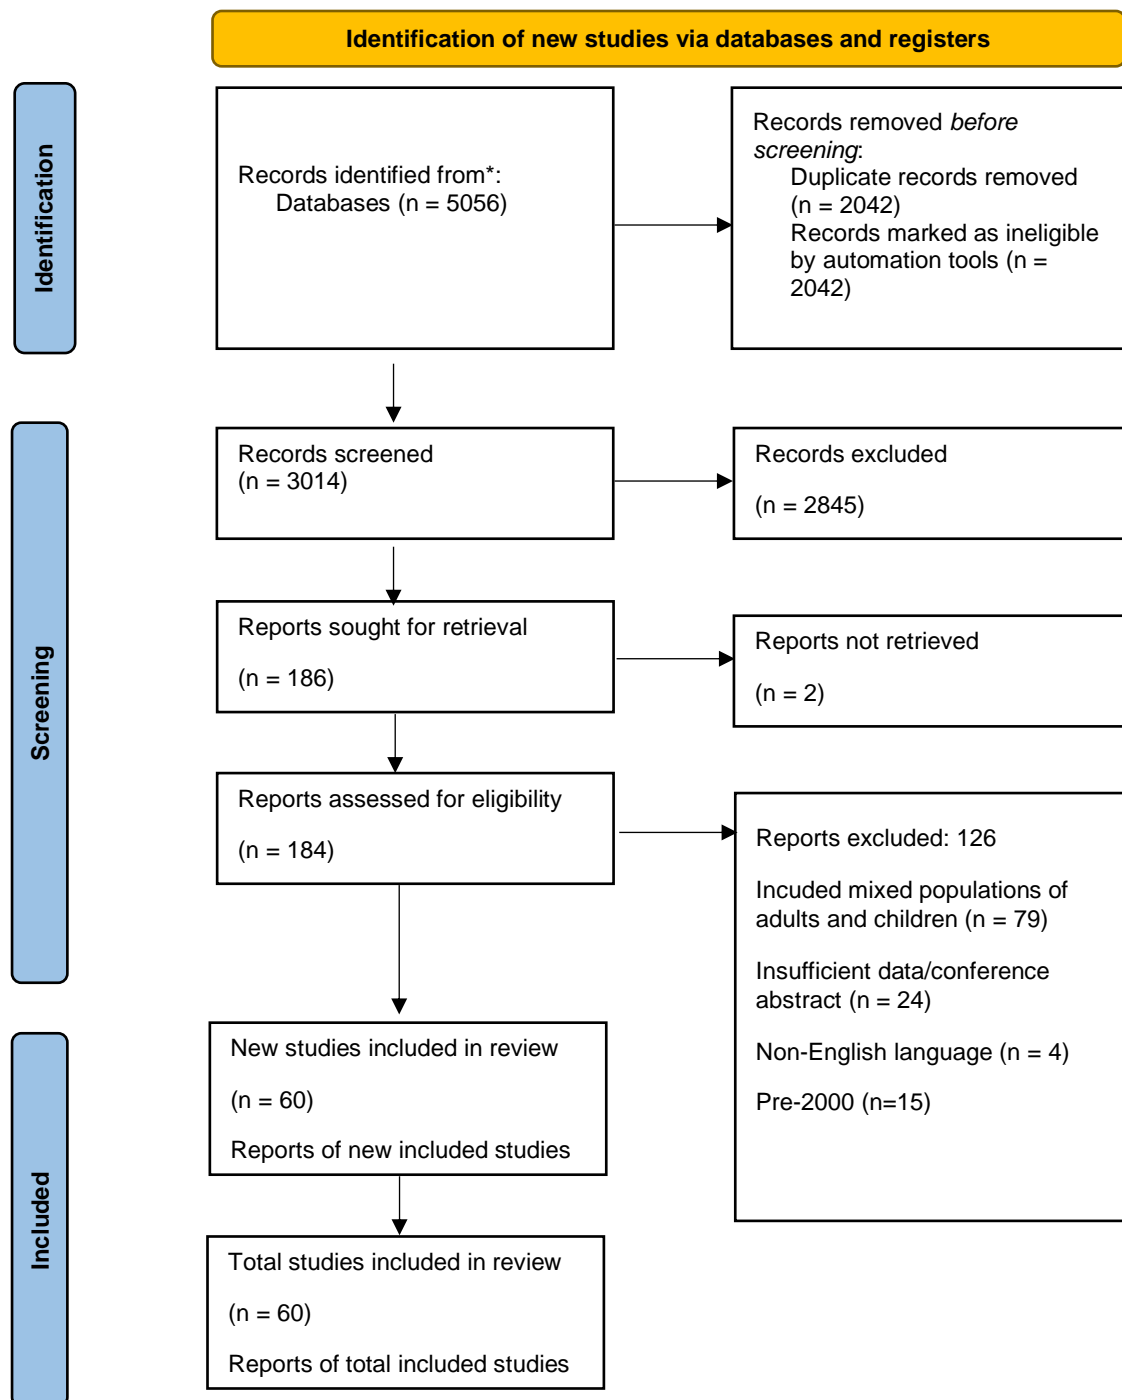 Identification of new studies via databases and registers
Identification
Records identified from*:
Databases (n = 5056)
Records removed before
screening:
Duplicate records removed
(n = 2042)
Records marked as ineligible
by automation tools (n =
2042)
Screening
Records screened
(n = 3014)
Records excluded
(n = 2845)
Reports sought for retrieval
(n = 186)
Reports not retrieved
(n = 2)
Reports assessed for eligibility
(n = 184)
Reports excluded: 126
Incuded mixed populations of
adults and children (n = 79)
Insufficient data/conference
abstract (n = 24)
Non-English language (n = 4)
Pre-2000 (n=15)
Included
New studies included in review
(n = 60)
Reports of new included studies
Total studies included in review
(n = 60)
Reports of total included studies